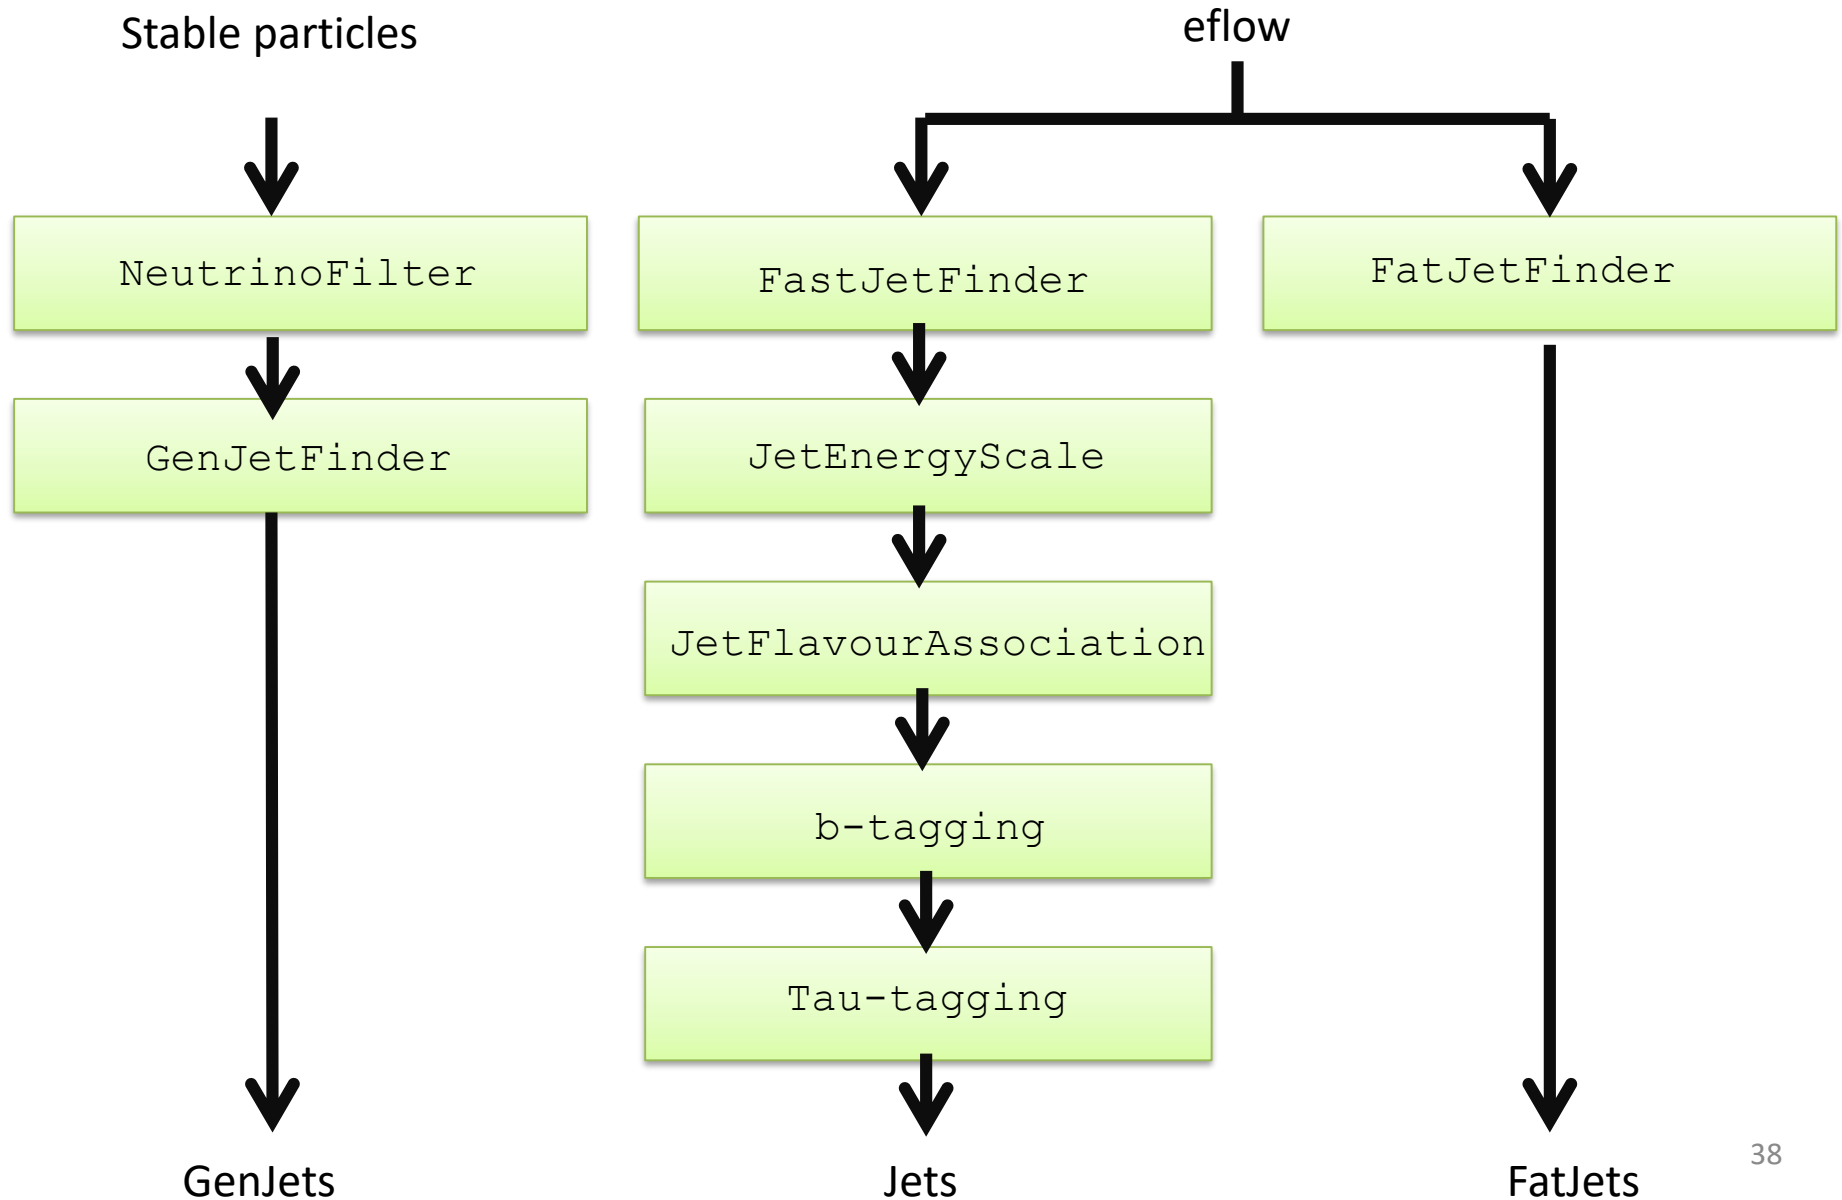 Stable particles
eflow
NeutrinoFilter
FastJetFinder
FatJetFinder
GenJetFinder
JetEnergyScale
JetFlavourAssociation
b-tagging
Tau-tagging
GenJets
Jets
FatJets
38